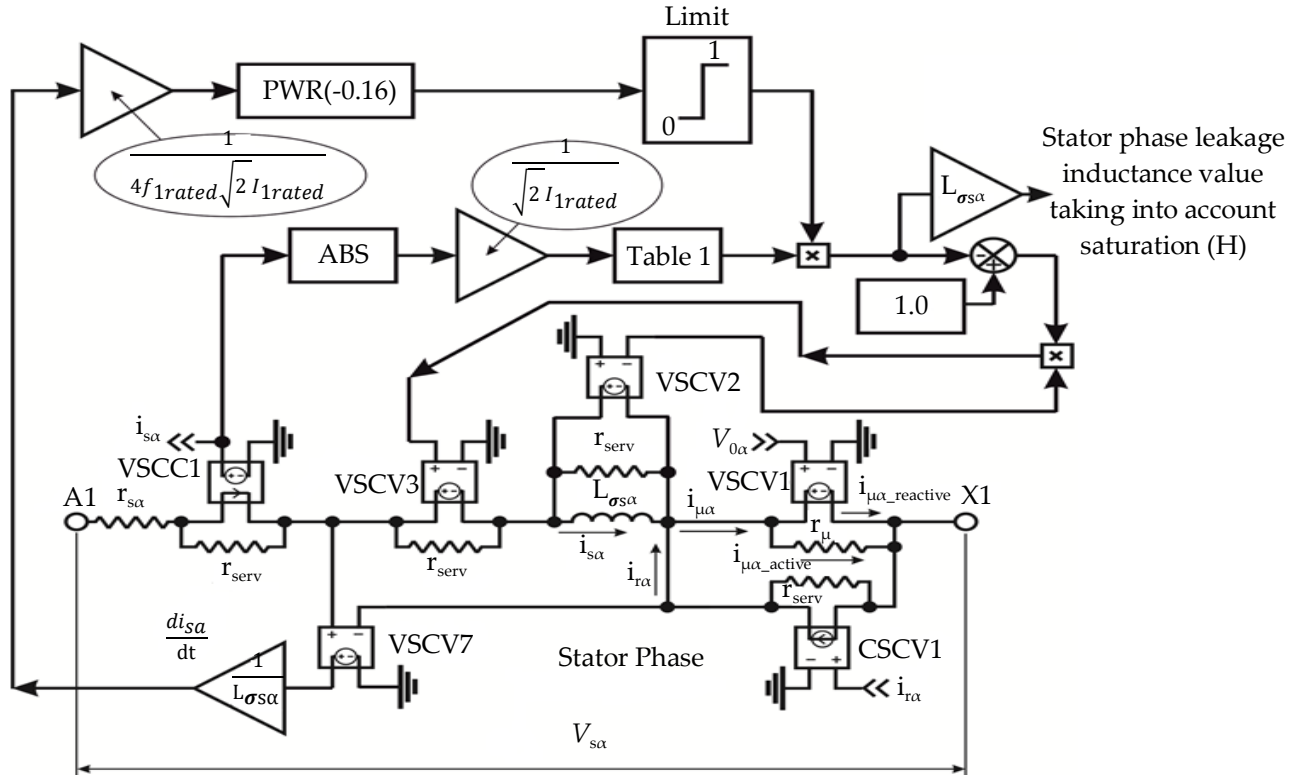 Limit
1
0
PWR(-0.16)
1
4f1rated√2 I1rated
1
√2 I1rated
Stator phase leakage
inductance value
taking into account
saturation (H)
Lσsα
ABS
Table 1
×
- +
1.0
×
+ -
VSCV2
isα
VSCC1
rsα
A1
rserv
+ -
VSCV3
rserv
rserv
Lσsα
isα
iμα
irα
V0α
+ -
VSCV1
iμα_reactive
X1
rμ
iμα_active
rserv
- +
CSCV1
irα
+ -
VSCV7
disa
dt
1
Lσsα
Stator Phase
Vsα